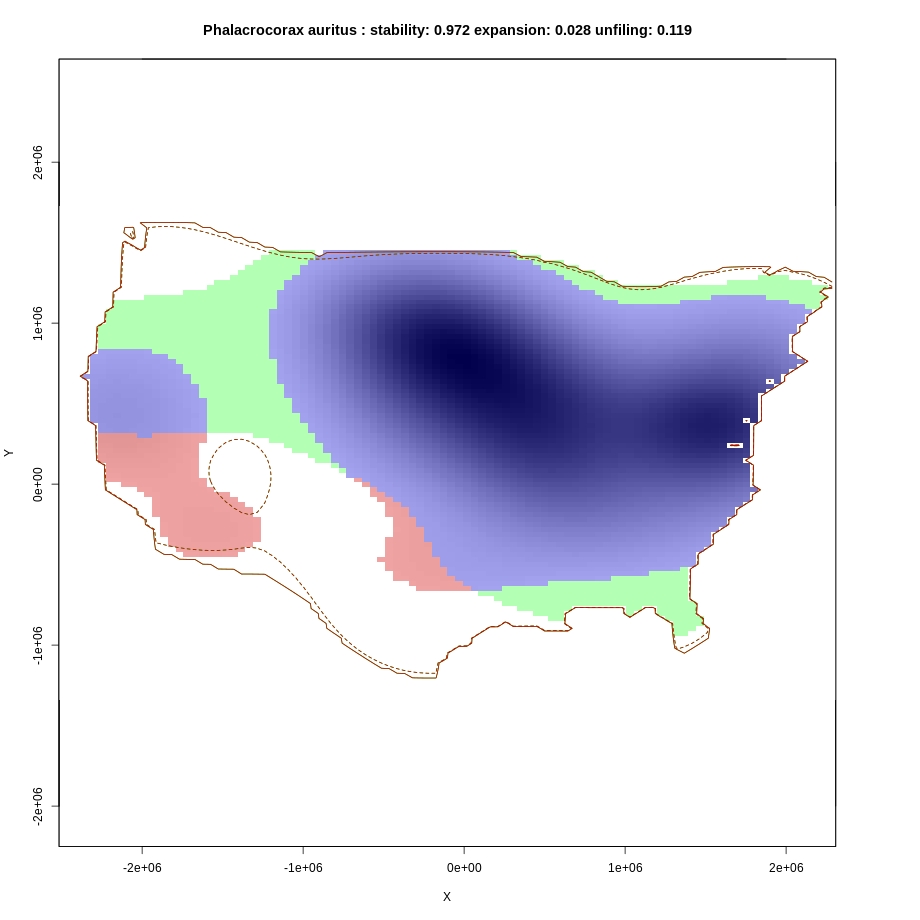 Phalacrocorax auritus : stability: 0.972 expansion: 0.028 unfiling: 0.119
2e+06
1e+06
0e+00
-1e+06
-2e+06
Y
-2e+06 -1e+06 0e+00 1e+06 2e+06
X